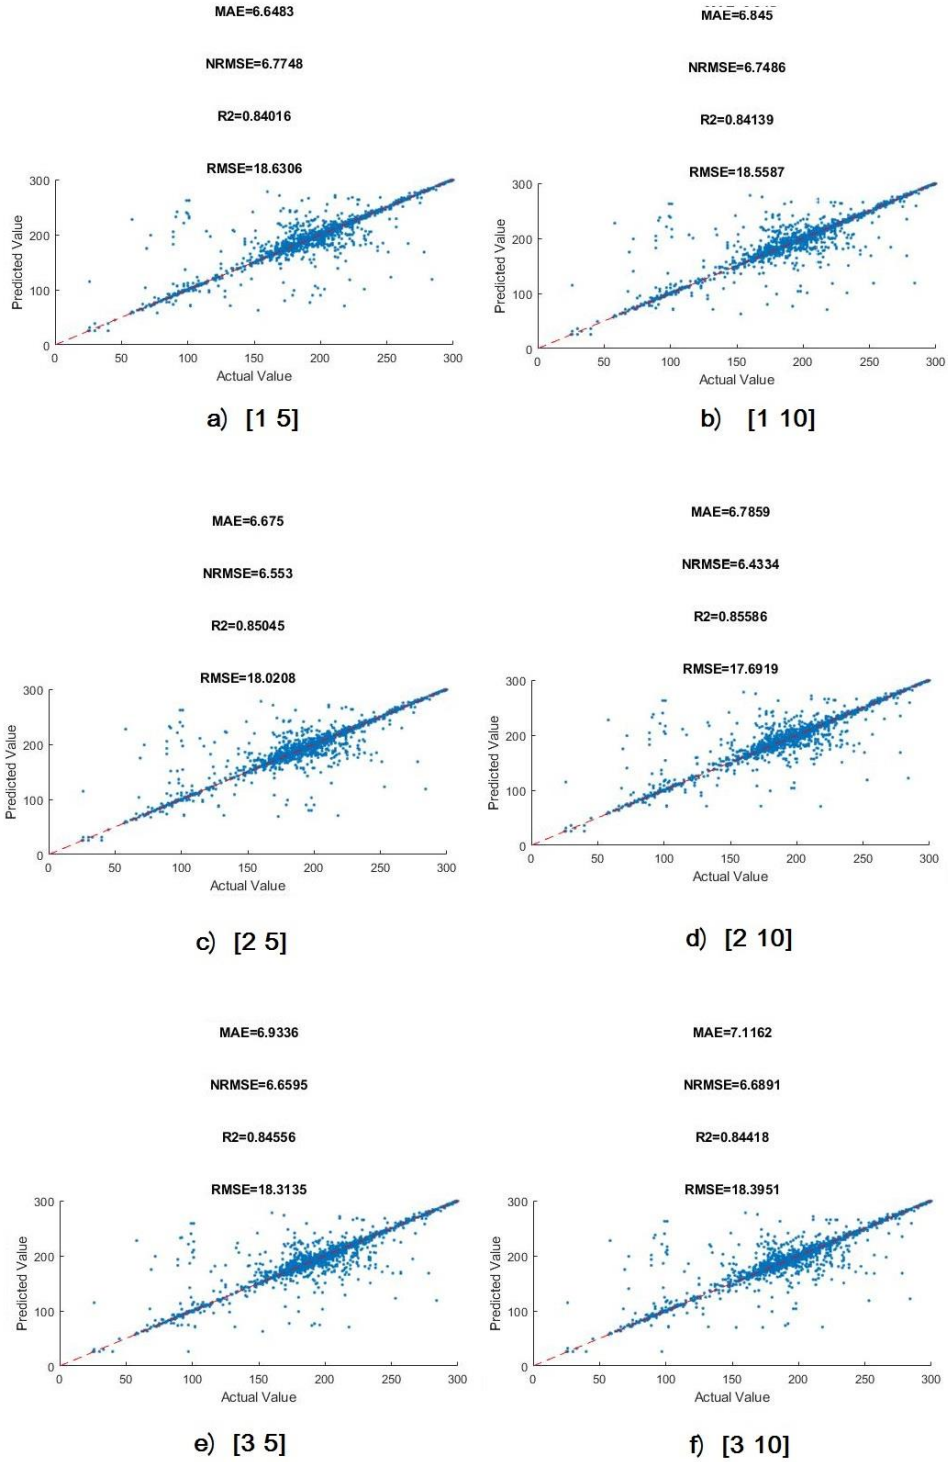 MAE=6.6483
NRMSE=6.7748
R2=0.84016
RMSE=18.6306
300
200
100
0
Predicted Value
0 50 100 150 200 250 300
Actual Value
a) [1 5]
MAE=6.845
NRMSE=6.7486
R2=0.84139
RMSE=18.5587
300
200
100
0
Predicted Value
0 50 100 150 200 250 300
Actual Value
b) [1 10]
MAE=6.675
NRMSE=6.553
R2=0.85045
RMSE=18.0208
300
200
100
0
Predicted Value
0 50 100 150 200 250 300
Actual Value
c) [2 5]
MAE=6.7859
NRMSE=6.4334
R2=0.85586
RMSE=17.6919
300
200
100
0
Predicted Value
0 50 100 150 200 250 300
Actual Value
d) [2 10]
MAE=6.9336
NRMSE=6.6595
R2=0.84556
RMSE=18.3135
300
200
100
0
Predicted Value
0 50 100 150 200 250 300
Actual Value
e) [3 5]
MAE=7.1162
NRMSE=6.6891
R2=0.84418
RMSE=18.3951
300
200
100
0
Predicted Value
0 50 100 150 200 250 300
Actual Value
f) [3 10]